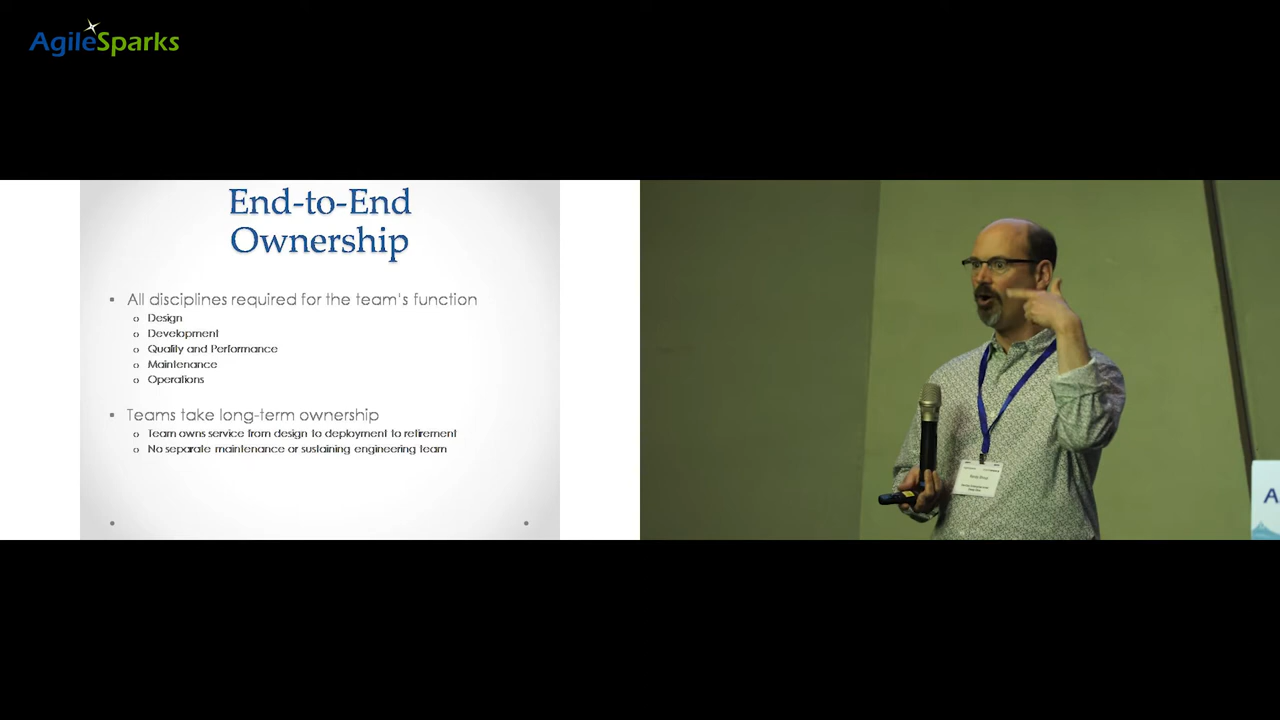 AgileSparks
End-to-End
Ownership
All disciplines required for the team's function
Design
Development
Quality and Performance
Maintenance
Operations
Teams take long-term ownership
Team owns service from design to deployment to retirement
No separate maintenance or sustaining engineering team
A